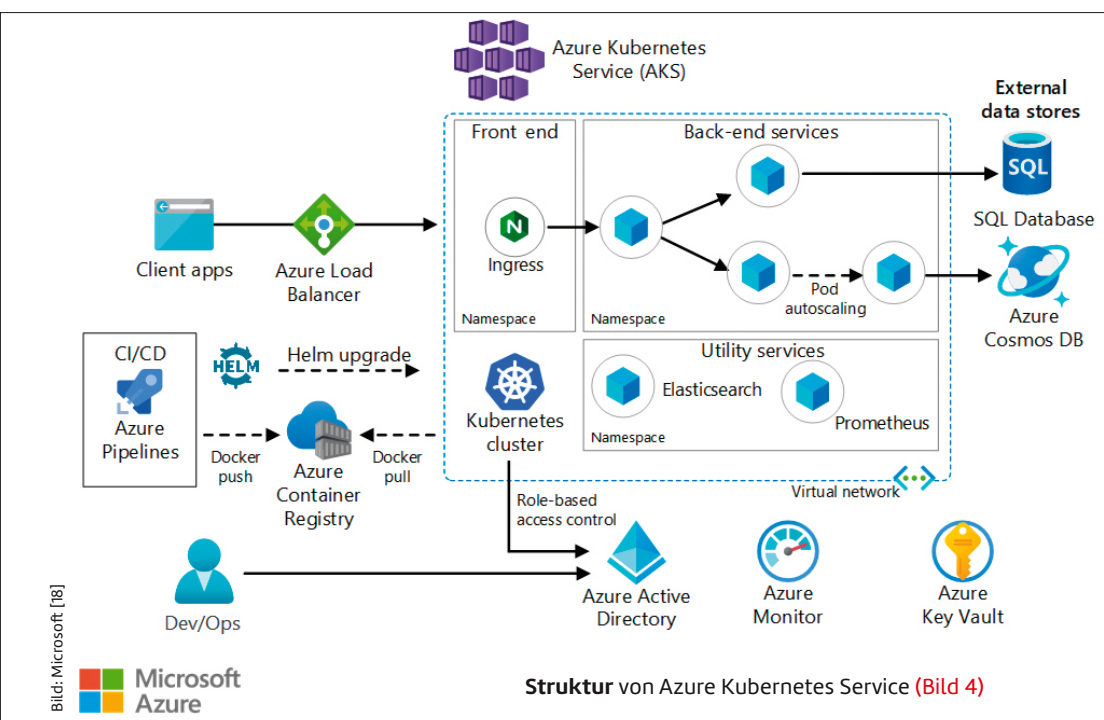 Azure Kubernetes
Service (AKS)
External
data stores
Front end
Back-end services
SQL
N
SQL Database
Client apps
Azure Load
Balancer
Ingress
Pod
autoscaling
Namespace
Namespace
Azure
Cosmos DB
CI/CD
Azure
Pipelines
HELM
Helm upgrade
Utility services
Elasticsearch
Prometheus
Namespace
Kubernetes
cluster
Docker
push
Azure
Container
Registry
Docker
pull
Virtual network
Role-based
access control
Dev/Ops
Azure Active
Directory
Azure
Monitor
Azure
Key Vault
Bild: Microsoft [18]
Microsoft
Azure
Struktur von Azure Kubernetes Service (Bild 4)